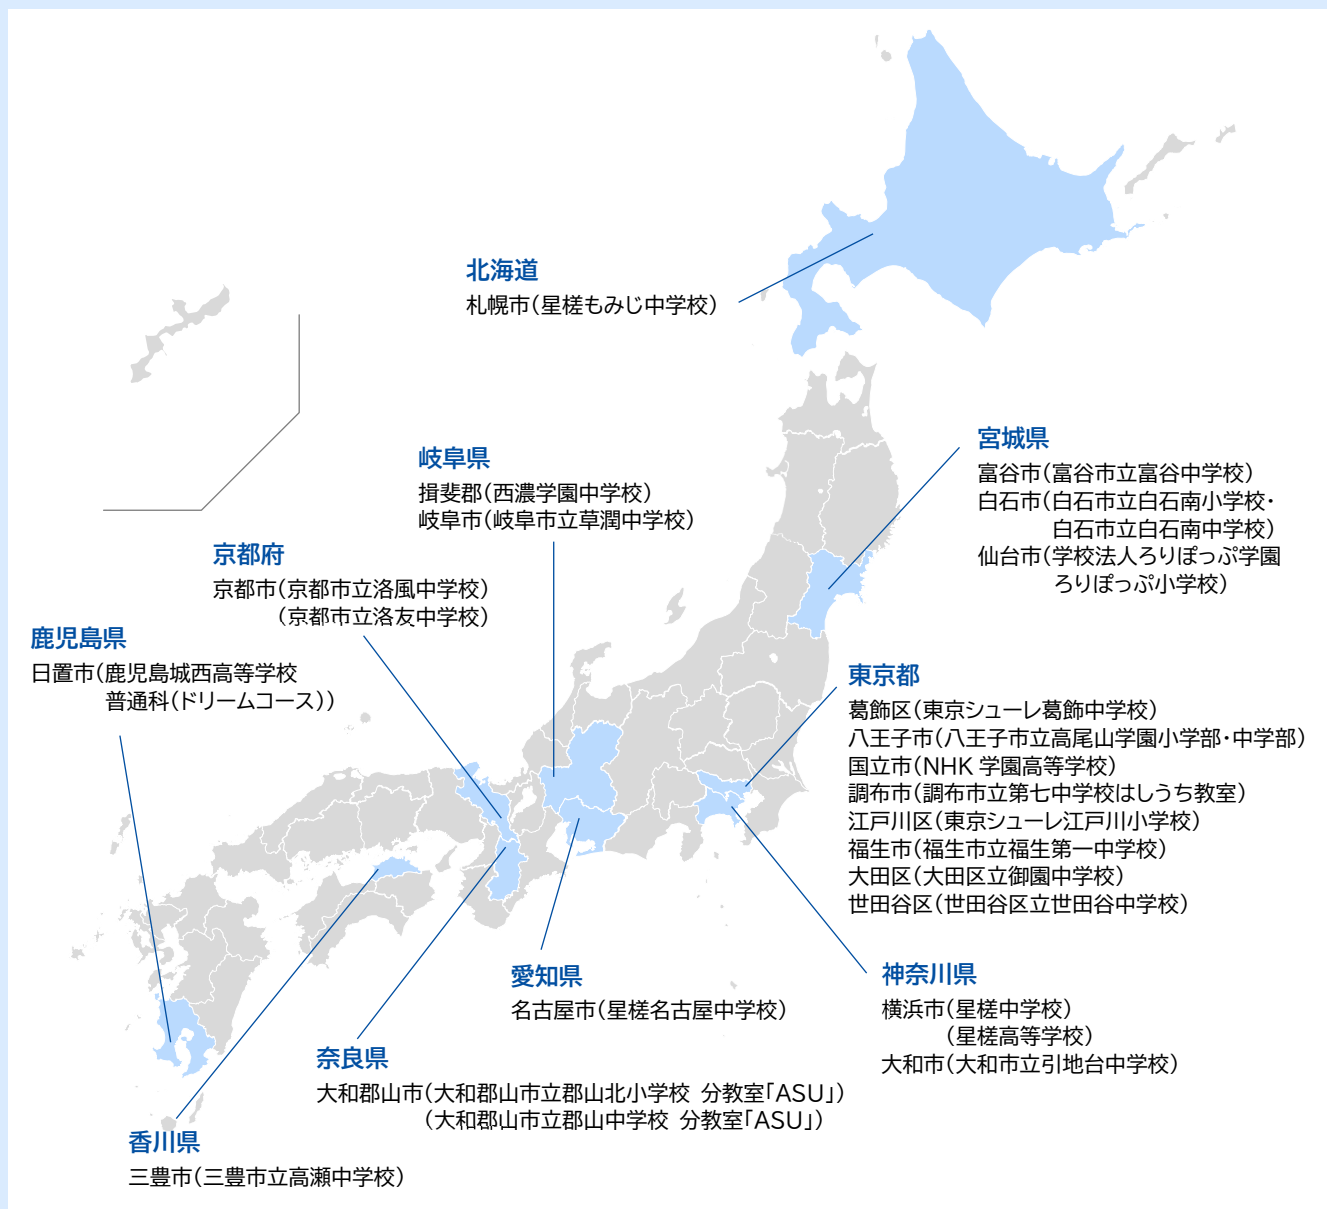 北海道
札幌市(星槎もみじ中学校)
宮城県
富谷市(富谷市立富谷中学校)
白石市(白石市立白石南小学校・
白石市立白石南中学校)
仙台市(学校法人ろりぽっぷ学園
ろりぽっぷ小学校)
岐阜県
揖斐郡(西濃学園中学校)
岐阜市(岐阜市立草潤中学校)
京都府
京都市(京都市立洛風中学校)
(京都市立洛友中学校)
鹿児島県
日置市(鹿児島城西高等学校
普通科(ドリームコース))
東京都
葛飾区(東京シューレ葛飾中学校)
八王子市(八王子市立高尾山学園小学部・中学部)
国立市(NHK 学園高等学校)
調布市(調布市立第七中学校はしうち教室)
江戸川区(東京シューレ江戸川小学校)
福生市(福生市立福生第一中学校)
大田区(大田区立御園中学校)
世田谷区(世田谷区立世田谷中学校)
神奈川県
横浜市(星槎中学校)
(星槎高等学校)
大和市(大和市立引地台中学校)
愛知県
名古屋市(星槎名古屋中学校)
奈良県
大和郡山市(大和郡山市立郡山北小学校 分教室「ASU」)
(大和郡山市立郡山中学校 分教室「ASU」)
香川県
三豊市(三豊市立高瀬中学校)